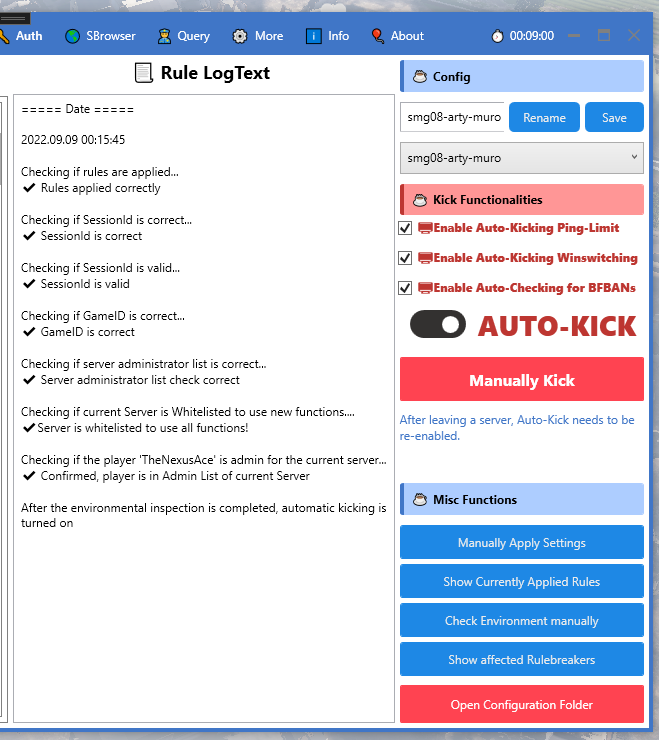 Auth
SBrowser
Query
More
Info
About
00:09:00
Rule LogText
===== Date =====
2022.09.09 00:15:45
Checking if rules are applied...
✔ Rules applied correctly
Checking if SessionId is correct...
✔ SessionId is correct
Checking if SessionId is valid...
✔ SessionId is valid
Checking if GameID is correct...
✔ GameID is correct
Checking if server administrator list is correct...
✔ Server administrator list check correct
Checking if current Server is Whitelisted to use new functions....
✔Server is whitelisted to use all functions!
Checking if the player 'TheNexusAce' is admin for the current server...
✔ Confirmed, player is in Admin List of current Server
After the environmental inspection is completed, automatic kicking is
turned on
Config
smg08-arty-muro
Rename
Save
smg08-arty-muro
Kick Functionalities
Enable Auto-Kicking Ping-Limit
Enable Auto-Kicking Winswitching
Enable Auto-Checking for BFBANs
AUTO-KICK
Manually Kick
After leaving a server, Auto-Kick needs to be
re-enabled.
Misc Functions
Manually Apply Settings
Show Currently Applied Rules
Check Environment manually
Show affected Rulebreakers
Open Configuration Folder